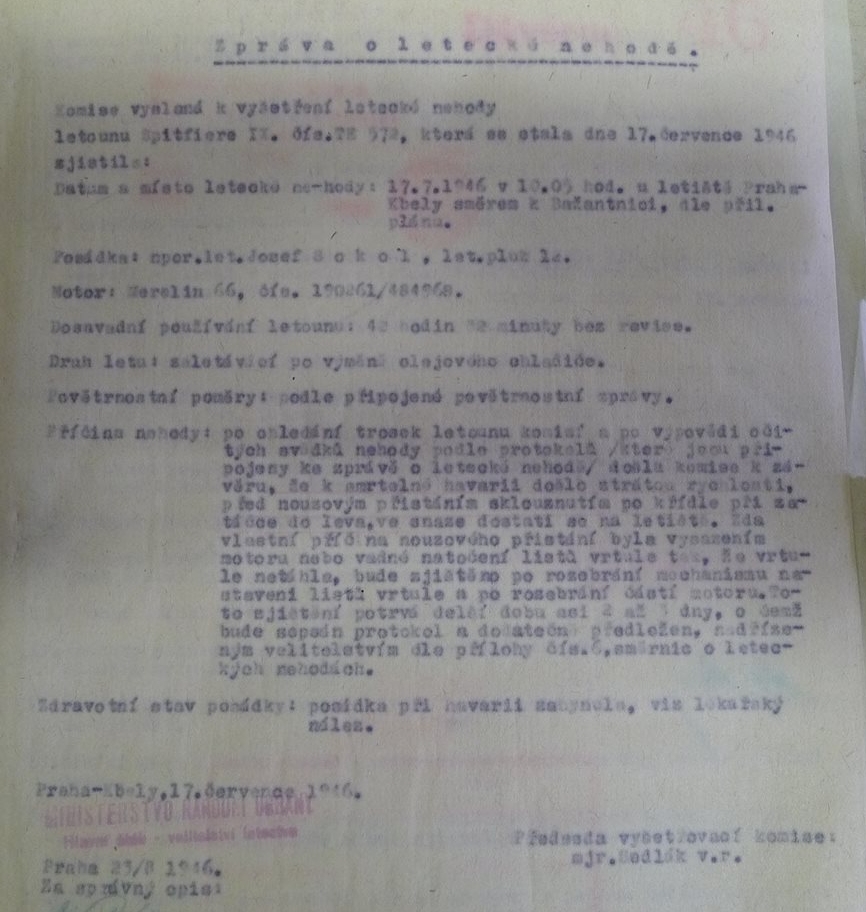 Zpráva o letecké nehodě.
Komise vyslaná k vyšetření letecké nehody
letounu Spitfiere IX. čís.TE 572, která se stala dne 17.července 1946
zjistila:
Datum a místo letecké ne-hody: 17.7.1946 v 10.05 hod. u letiště Praha-
Kbely směrem k Bažantnici, dle příl.
plánu.
Posádka: npor.let.Josef S o k o l , let.pluk 12.
Motor: Merelin 66, čís. 190261/484968.
Dosavadní používání letounu: hodin minuty bez revise.
Druh letu: zalétávící po výměně olejového chladiče.
Povětrnostní poměry: podle připojené povětrnostní zprávy.
Příčina nehody: po ohledání trosek letounu komisí a po výpovědi oči-
tých svědků nehody podle protokolů /které jsou při-
pojeny ke zprávě o letecké nehodě/ došla komise k zá-
věru, že k smrtelné havarii došlo ztrátou rychlosti,
před nouzovým přistáním sklouznutím po křídle při za-
táčce do leva,ve snaze dostati se na letiště. Zda
vlastní příčina nouzového přistání byla vysazením
motoru nebo vadné natočení listů vrtule tak, že vrtu-
le netáhla, bude zjištěno po rozebrání mechanismu na-
stavení listů vrtule a po rozebrání částí motoru.To-
to zjištění potrvá delší dobu asi 2 až 3 dny, o čemž
bude sepsán protokol a dodatečně předložen, nadříze-
ným velitelstvím dle přílohy čís.6,směrnic o letec-
kých nehodách.
Zdravotní stav posádky: posádka při havarii zahynula, viz lékařský
nález.
Praha-Kbely,17.července 1946.
MINISTERSTVO NÁRODNÍ OBRANY
Hlavní štáb - velitelství letectva
Předseda vyšetřovací komise:
mjr.Sedlák v.r.
Praha 23/8 1946.
Za správný opis: